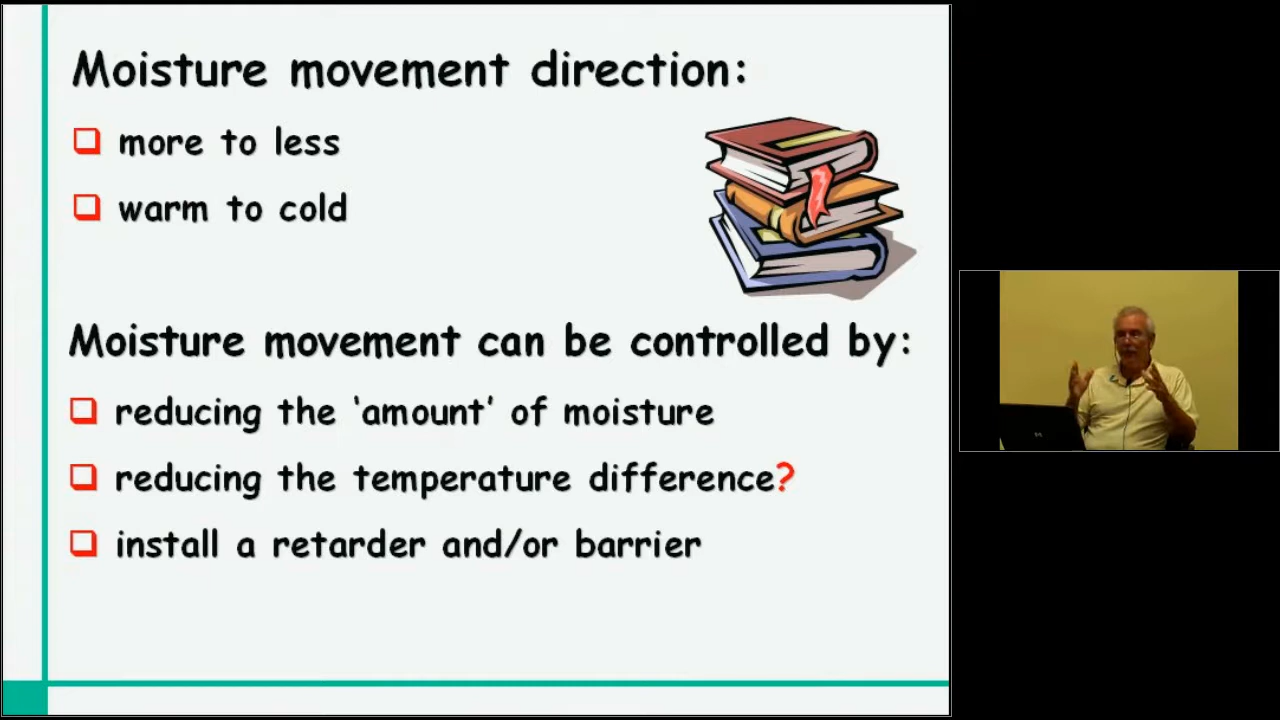 Moisture movement direction:
more to less
warm to cold
Moisture movement can be controlled by:
reducing the ‘amount’ of moisture
reducing the temperature difference?
install a retarder and/or barrier